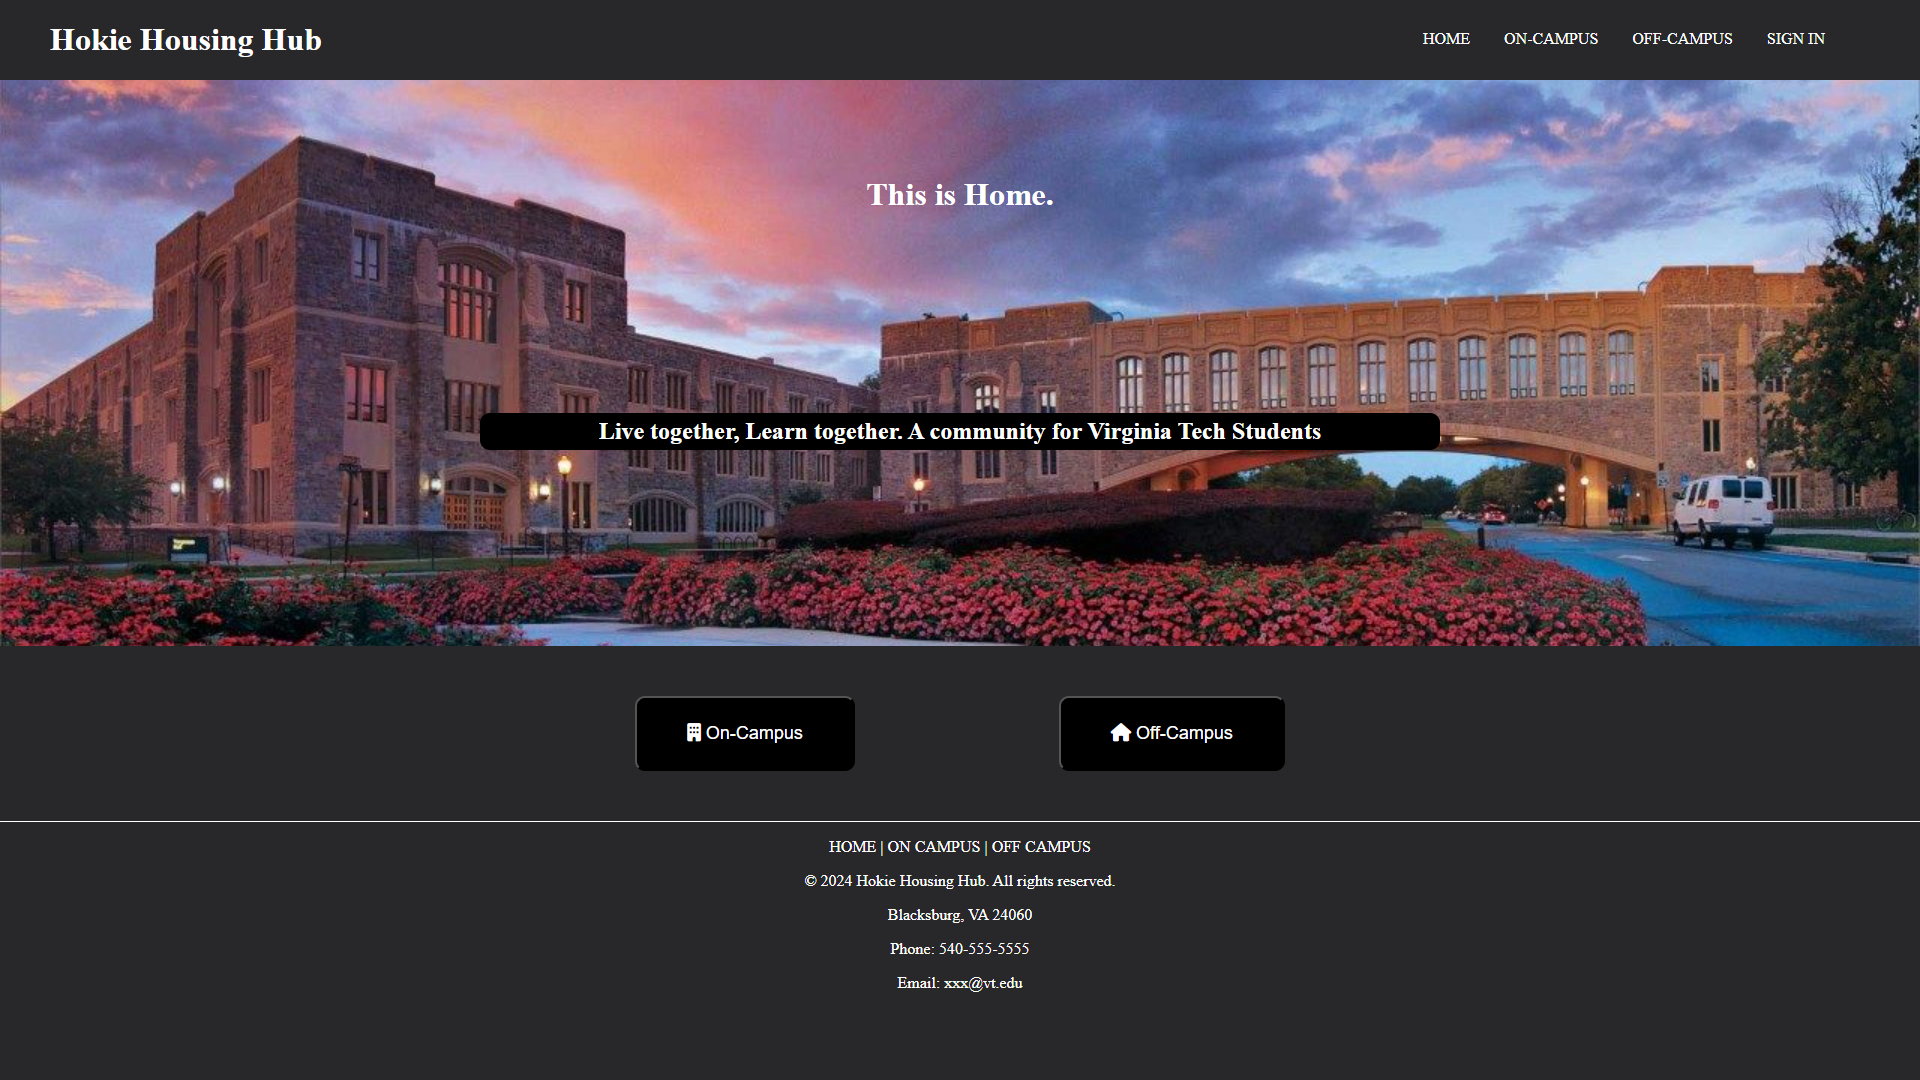 Hokie Housing Hub
HOME ON-CAMPUS OFF-CAMPUS SIGN IN
This is Home.
Live together, Learn together. A community for Virginia Tech Students
On-Campus
Off-Campus
HOME | ON CAMPUS | OFF CAMPUS
© 2024 Hokie Housing Hub. All rights reserved.
Blacksburg, VA 24060
Phone: 540-555-5555
Email: xxx@vt.edu